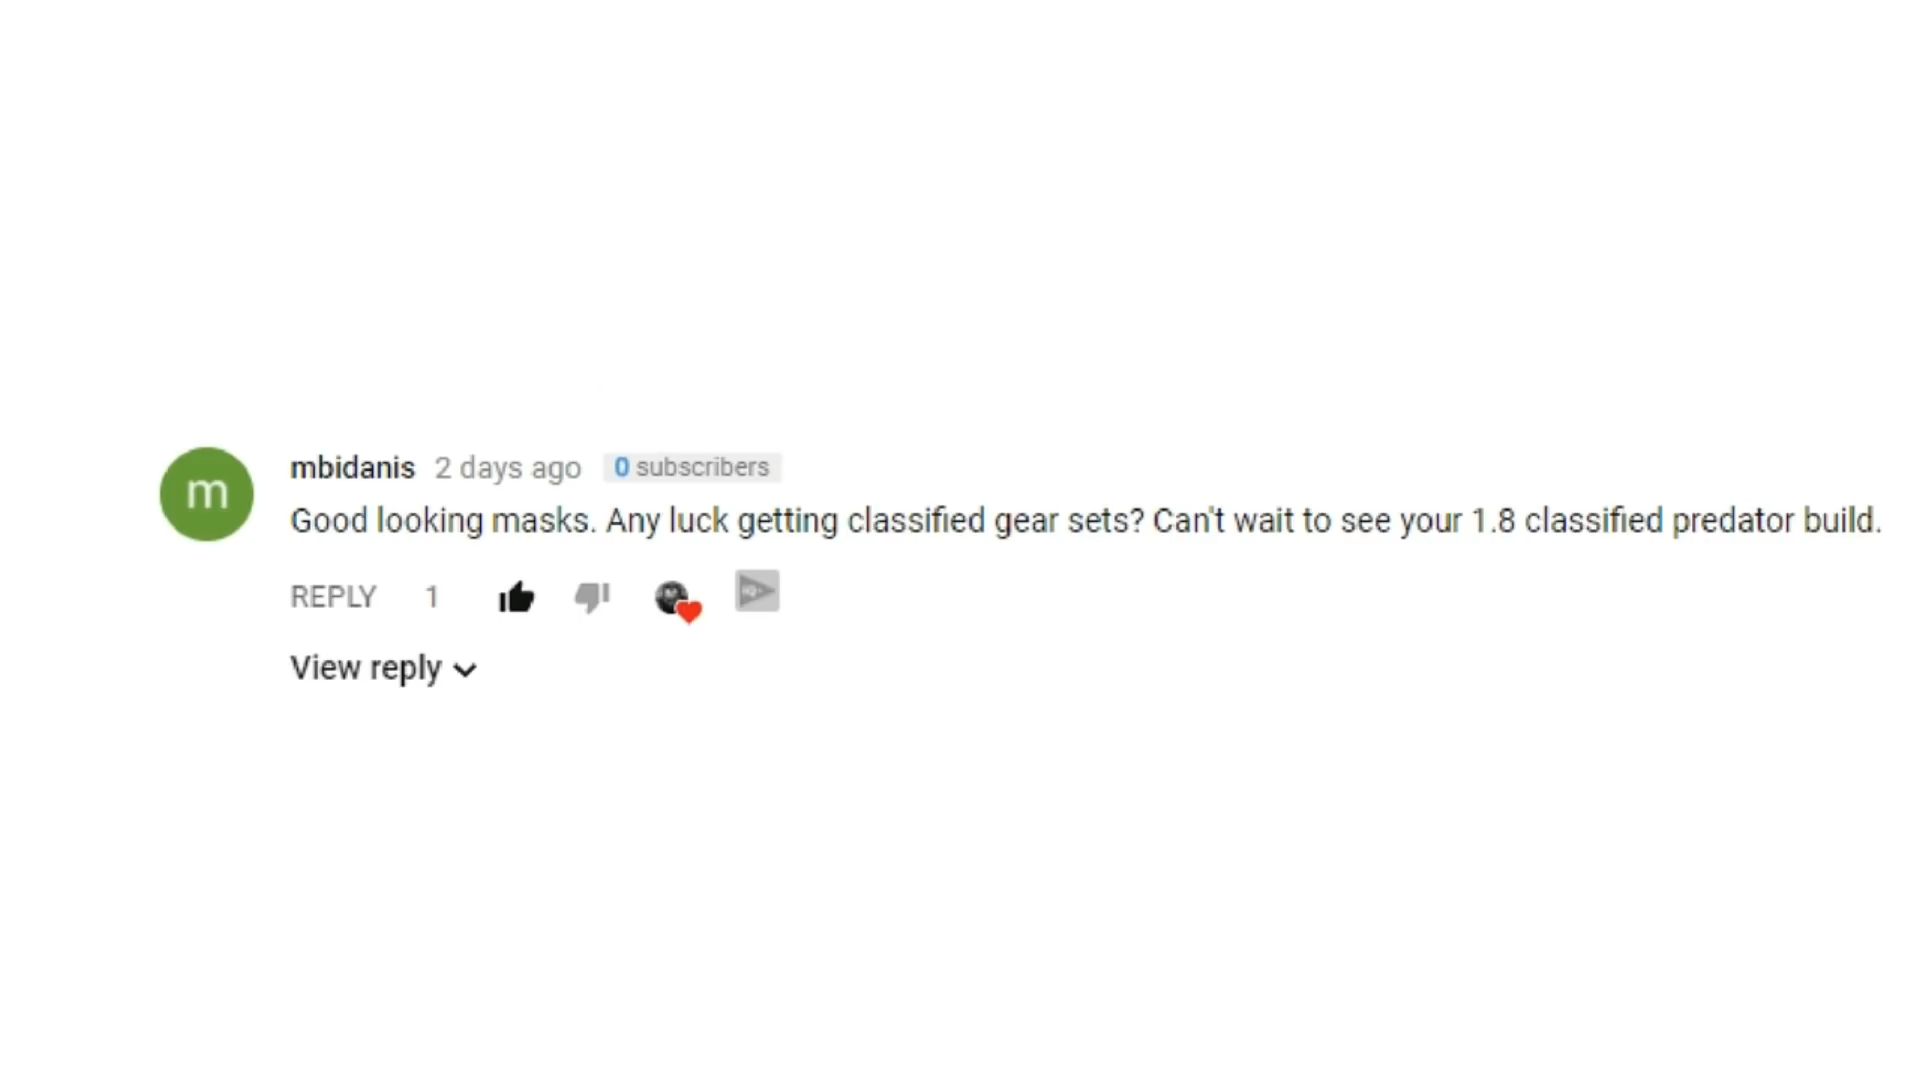 m
mbidanis 2 days ago 0 subscribers
Good looking masks. Any luck getting classified gear sets? Can't wait to see your 1.8 classified predator build.
REPLY 1
View reply